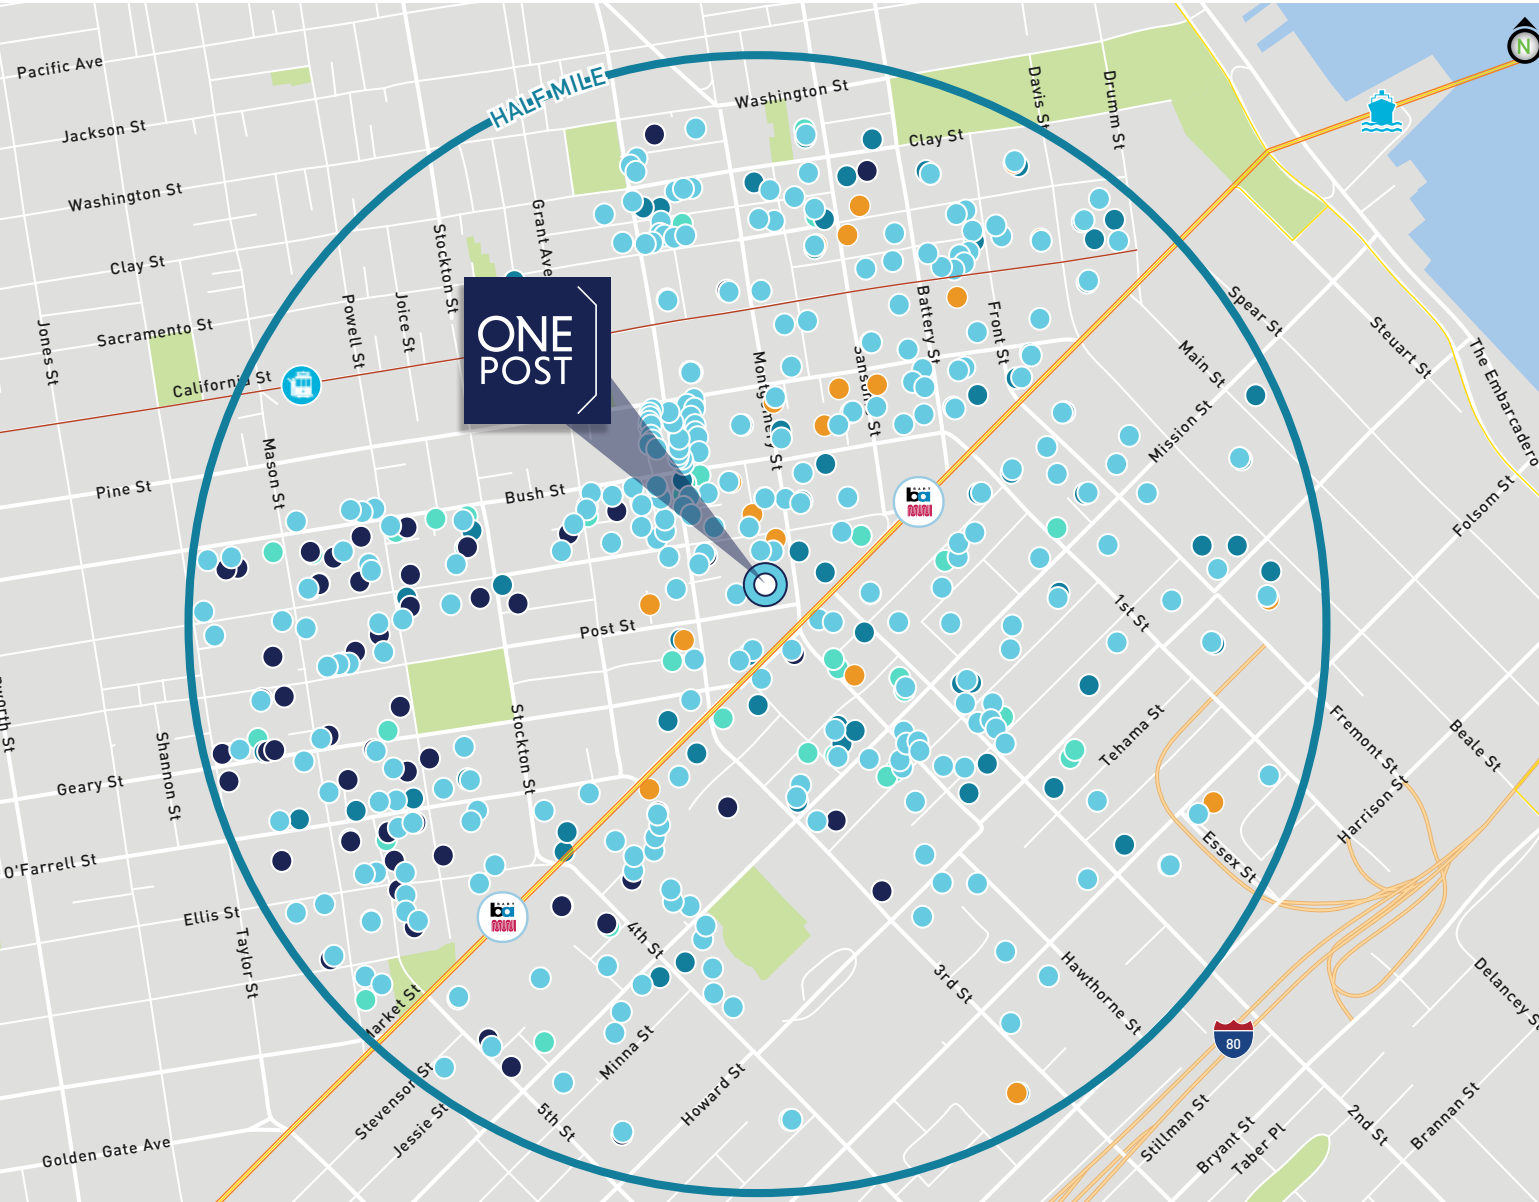 Pacific Ave
Jackson St
Washington St
Clay St
Sacramento St
California St
Jones St
Powell St
Joice St
Stockton St
Grant Ave
HALF-MILE
Washington St
Clay St
Davis St
Drumm St
N
ONE
POST
Battery St
Front St
Spear St
Main St
Steuart St
The Embarcadero
Mission St
Folsom St
Pine St
Mason St
Bush St
BART
ba
MUNI
Post St
1st St
Tehama St
Fremont St
Beale St
Harrison St
Essex St
Geary St
Shannon St
Stockton St
O'Farrell St
Ellis St
Taylor St
ba
4th St
3rd St
Hawthorne St
Delancey S
Market St
80
Minna St
Howard St
Stevenson St
Jessie St
5th St
Golden Gate Ave
Stillman St
Bryant St
Taber Pl
2nd St
Brannan St